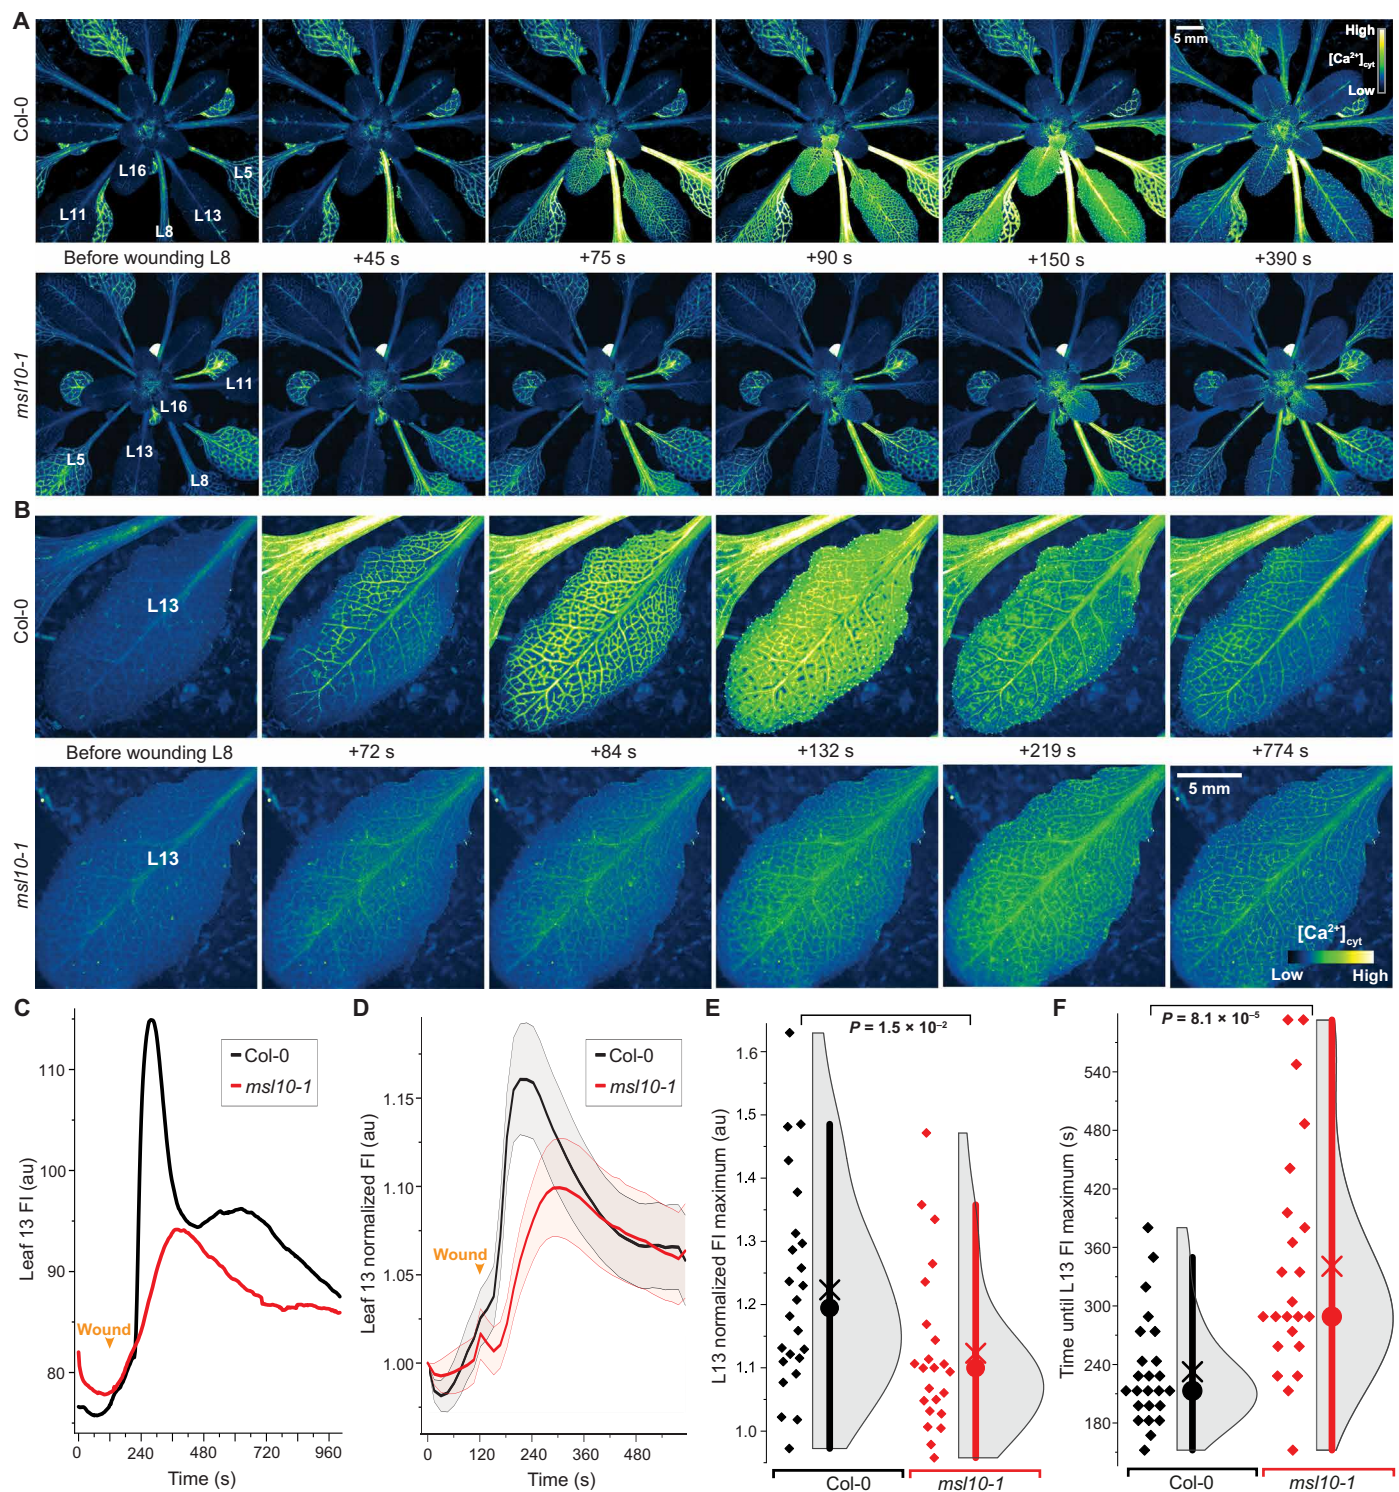 A
Col-0
L16
L5
L11
L13
L8
5 mm
High
[Ca²⁺]cyt
Low
Before wounding L8
+45 s
+75 s
+90 s
+150 s
+390 s
msl10-1
L11
L16
L13
L5
L8
B
Col-0
L13
Before wounding L8
+72 s
+84 s
+132 s
+219 s
+774 s
msl10-1
L13
5 mm
[Ca²⁺]cyt
Low High
C
Leaf 13 FI (au)
110
100
90
80
Col-0
msl10-1
Wound
0 240 480 720 960
Time (s)
D
Leaf 13 normalized FI (au)
1.15
1.10
1.05
1.00
Col-0
msl10-1
Wound
0 120 240 360 480
Time (s)
E
P = 1.5 × 10⁻²
L13 normalized FI maximum (au)
1.6
1.5
1.4
1.3
1.2
1.1
1.0
Col-0
msl10-1
F
P = 8.1 × 10⁻⁵
Time until L13 FI maximum (s)
540
480
420
360
300
240
180
Col-0
msl10-1